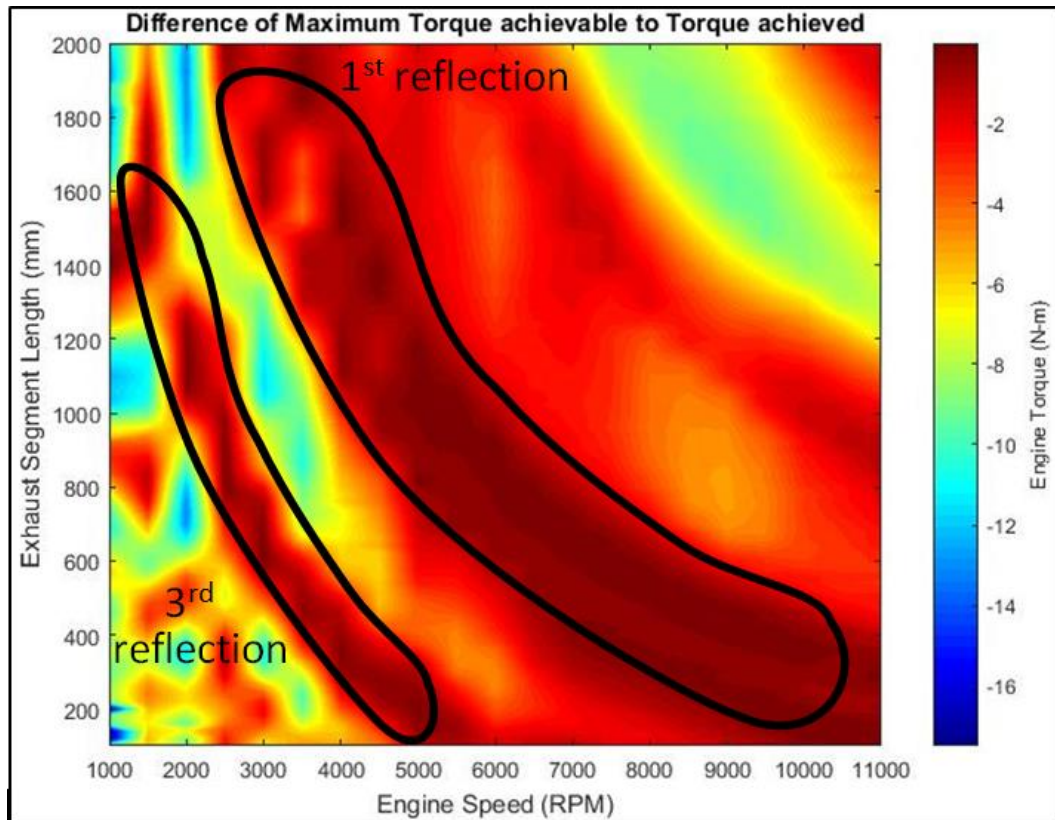 Difference of Maximum Torque achievable to Torque achieved
2000
1800
1600
1400
1200
1000
800
600
400
200
Exhaust Segment Length (mm)
1st reflection
3rd
reflection
1000 2000 3000 4000 5000 6000 7000 8000 9000 10000 11000
Engine Speed (RPM)
-2
-4
-6
-8
-10
-12
-14
-16
Engine Torque (N-m)